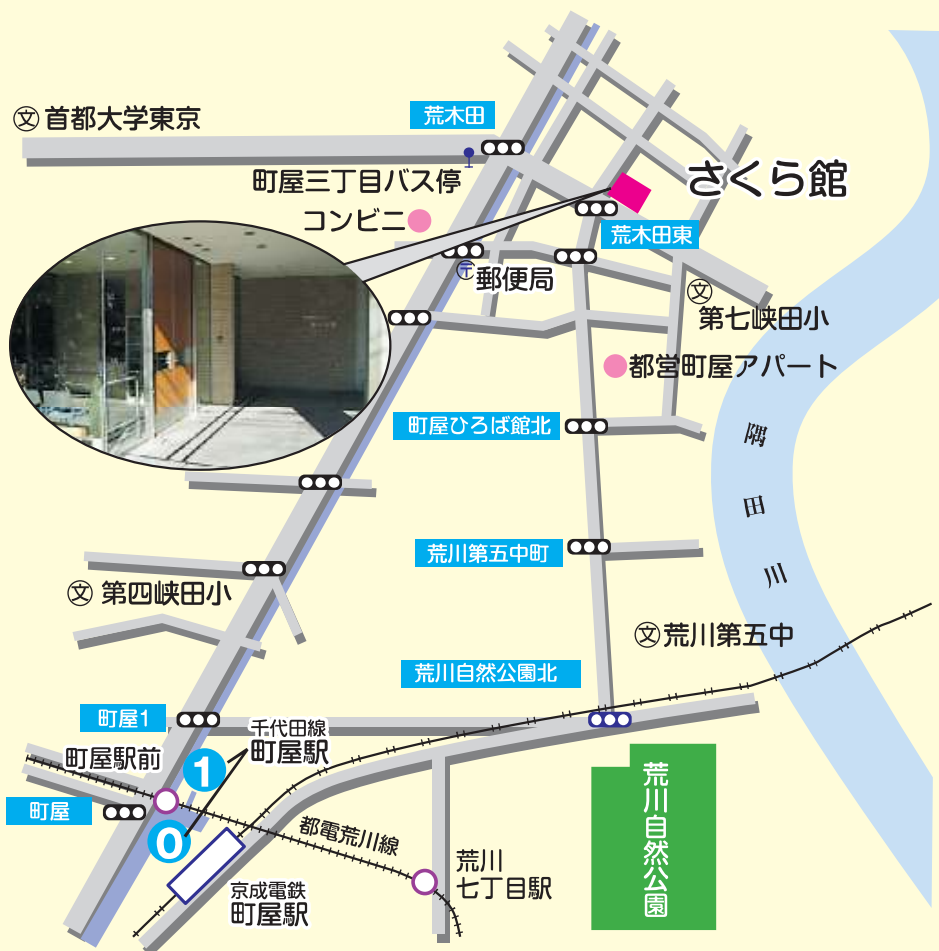 文 首都大学東京
荒木田
町屋三丁目バス停
コンビニ
さくら館
荒木田東
〒郵便局
文
第七峡田小
都営町屋アパート
町屋ひろば館北
隅田川
荒川第五中町
文 第四峡田小
文荒川第五中
荒川自然公園北
町屋1
千代田線
町屋駅
町屋駅前
1
町屋
0
都電荒川線
荒川
七丁目駅
京成電鉄
町屋駅
荒川自然公園